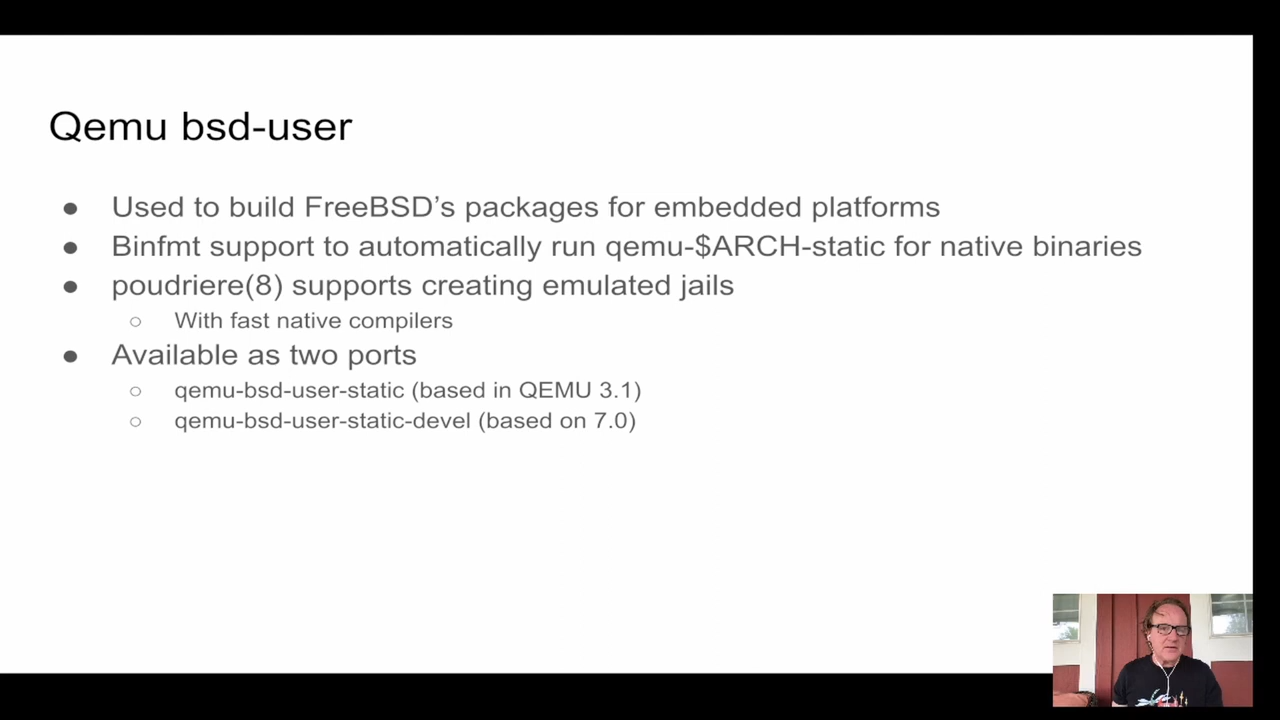 Qemu bsd-user
● Used to build FreeBSD’s packages for embedded platforms
● Binfmt support to automatically run qemu-$ARCH-static for native binaries
● poudriere(8) supports creating emulated jails
○ With fast native compilers
● Available as two ports
○ qemu-bsd-user-static (based in QEMU 3.1)
○ qemu-bsd-user-static-devel (based on 7.0)